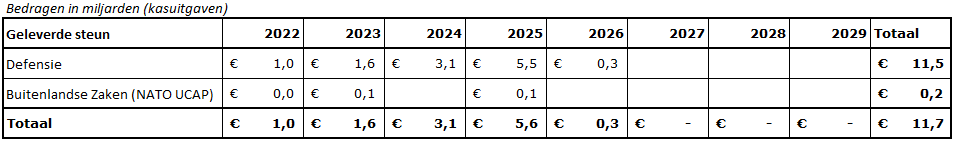 Bedragen in miljarden (kasuitgaven)
Geleverde steun 2022 2023 2024 2025 2026 2027 2028 2029 Totaal
Defensie € 1,0 € 1,6 € 3,1 € 5,5 € 0,3 € 11,5
Buitenlandse Zaken (NATO UCAP) € 0,0 € 0,1 € 0,1 € 0,2
Totaal € 1,0 € 1,6 € 3,1 € 5,6 € 0,3 € - € - € - € 11,7